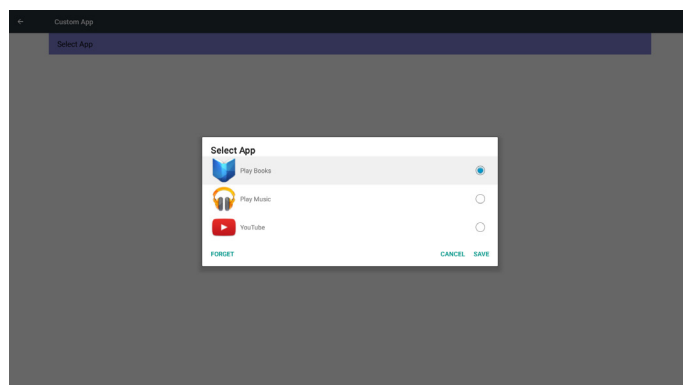 Custom App
Select App
Select App
Play Books
Play Music
YouTube
FORGET CANCEL SAVE